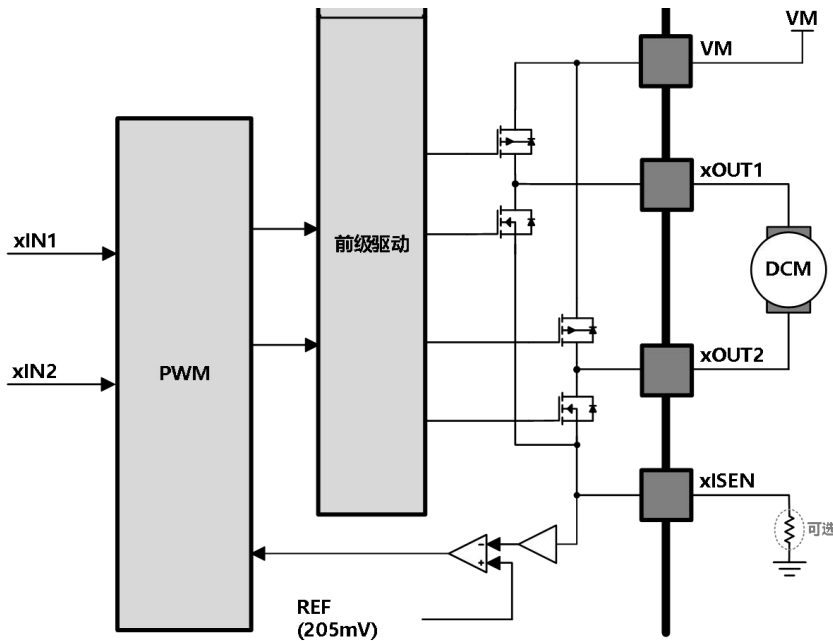 VM
VM
xOUT1
xIN1
前级驱动
DCM
xOUT2
xIN2
PWM
xISEN
可选
-
+
REF
(205mV)